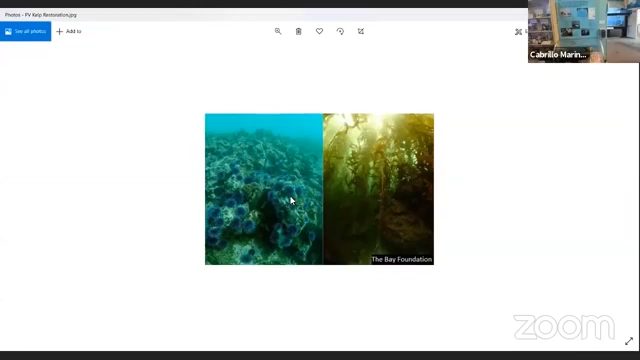 Photos - PV Kelp Restoration.jpg
See all photos
Add to
Cabrillo Marin...
The Bay Foundation
zoom